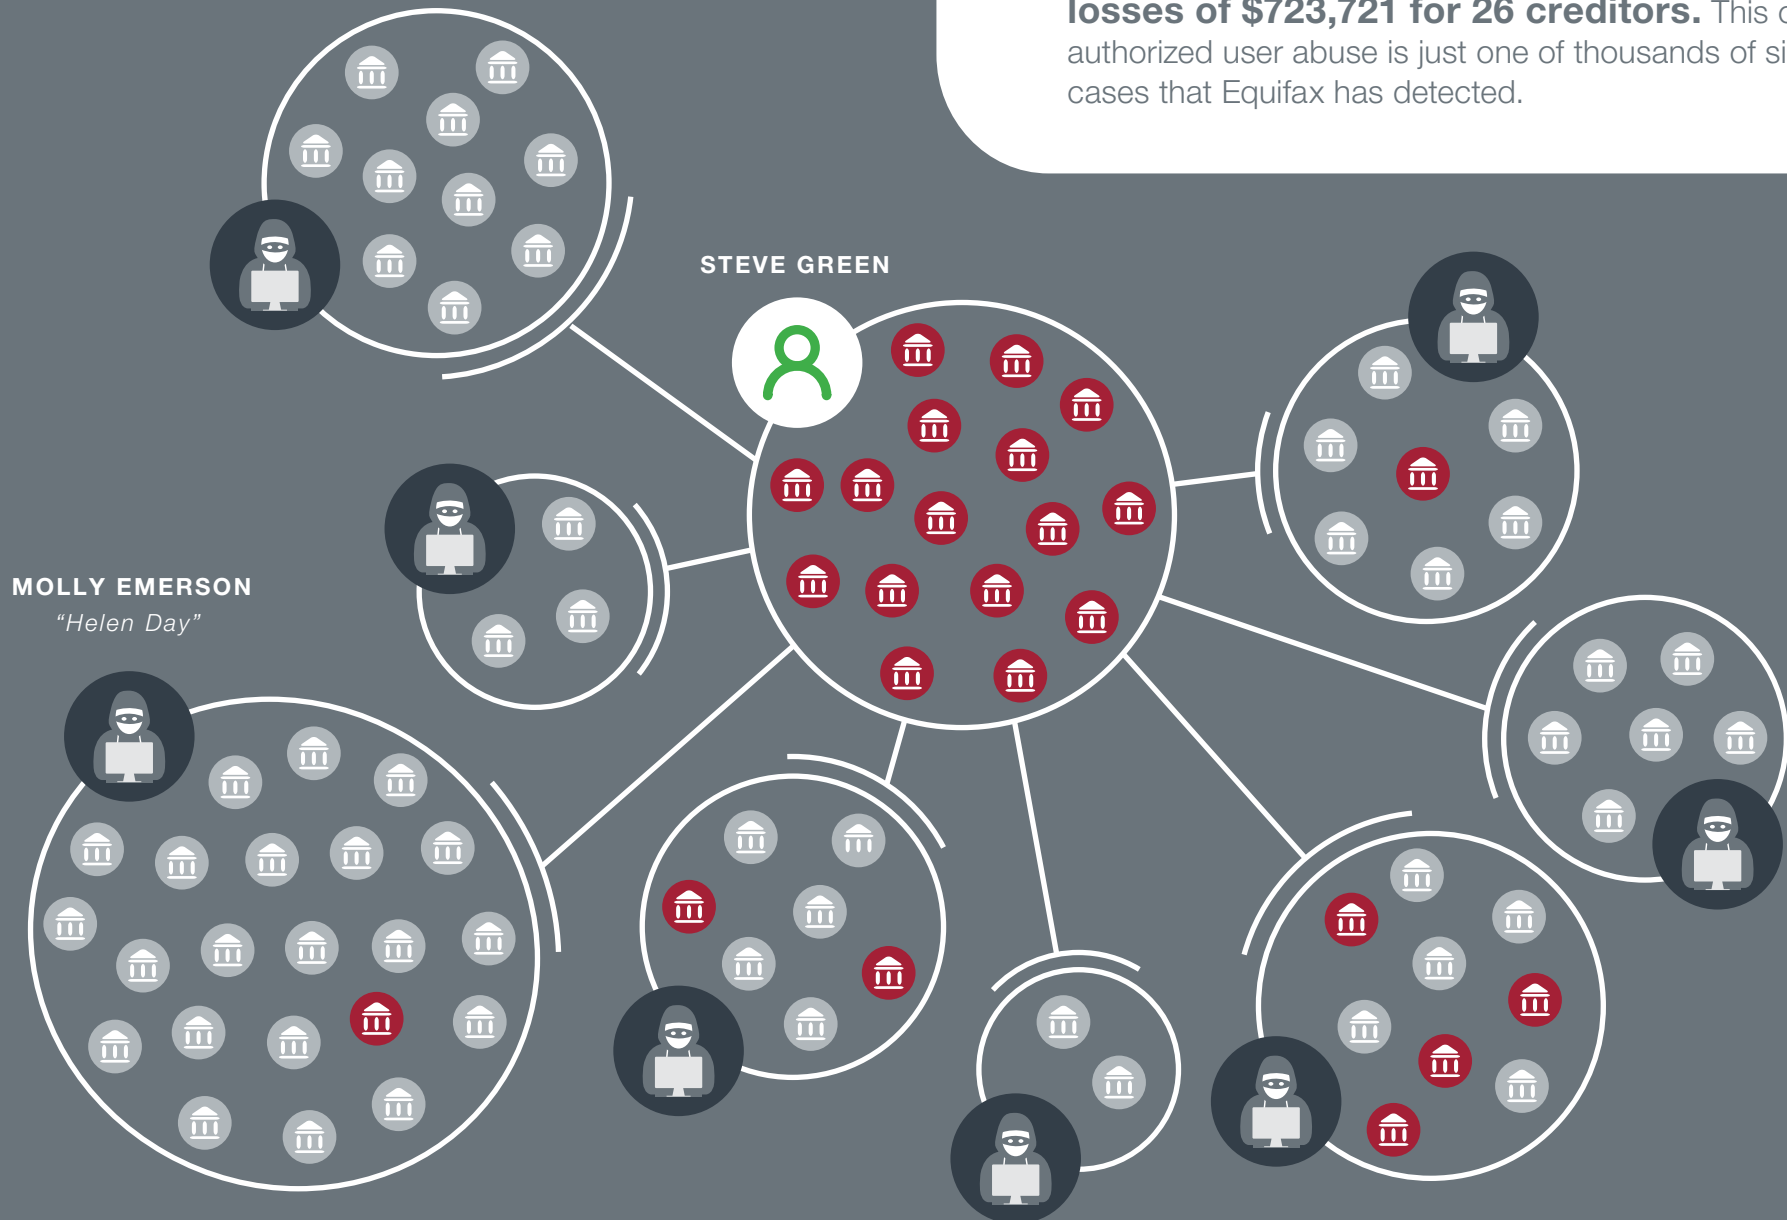 losses of $723,721 for 26 creditors. This
authorized user abuse is just one of thousands of
cases that Equifax has detected.
STEVE GREEN
MOLLY EMERSON
“Helen Day”